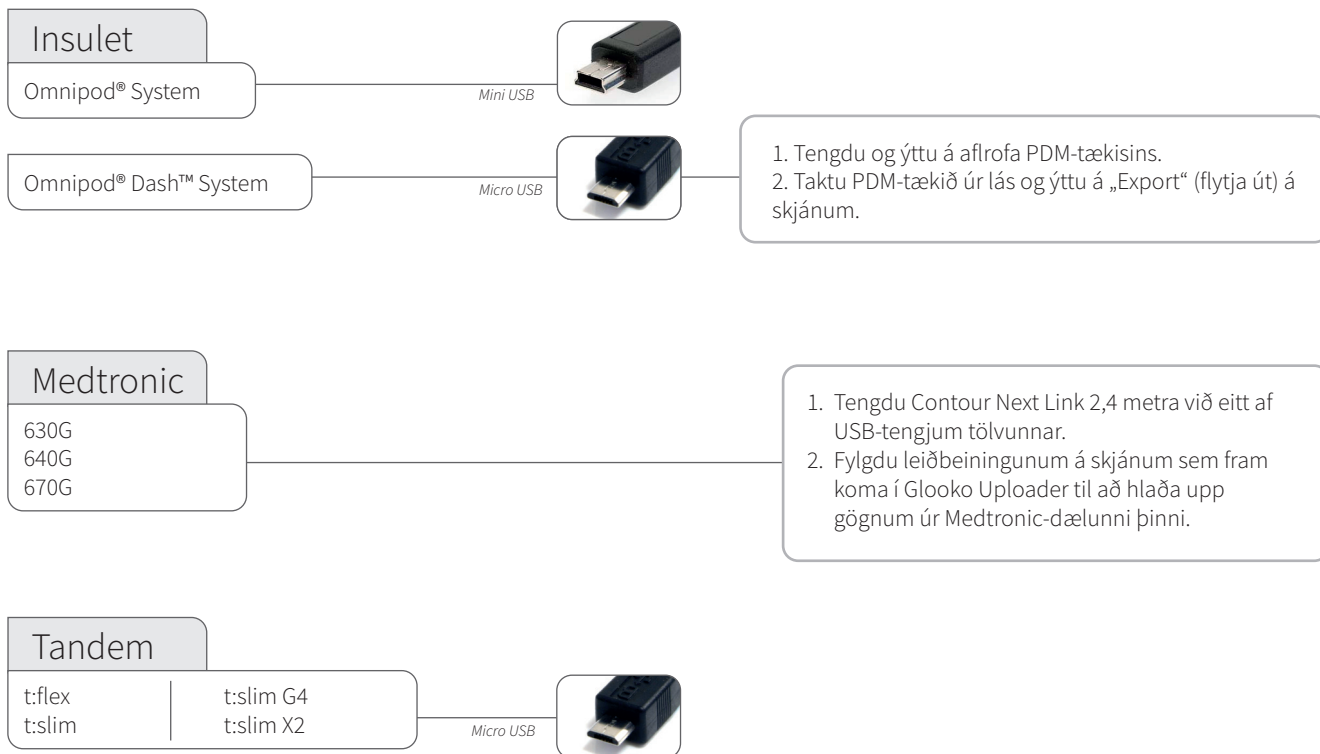 Insulet
Omnipod® System
Mini USB
Omnipod® Dash™ System
Micro USB
1. Tengdu og ýttu á aflrofa PDM-tækisins.
2. Taktu PDM-tækið úr lás og ýttu á „Export“ (flytja út) á
skjánum.
Medtronic
630G
640G
670G
1. Tengdu Contour Next Link 2,4 metra við eitt af
USB-tengjum tölvunnar.
2. Fylgdu leiðbeiningunum á skjánum sem fram
koma í Glooko Uploader til að hlaða upp
gögnum úr Medtronic-dælunni þinni.
Tandem
t:flex
t:slim
t:slim G4
t:slim X2
Micro USB